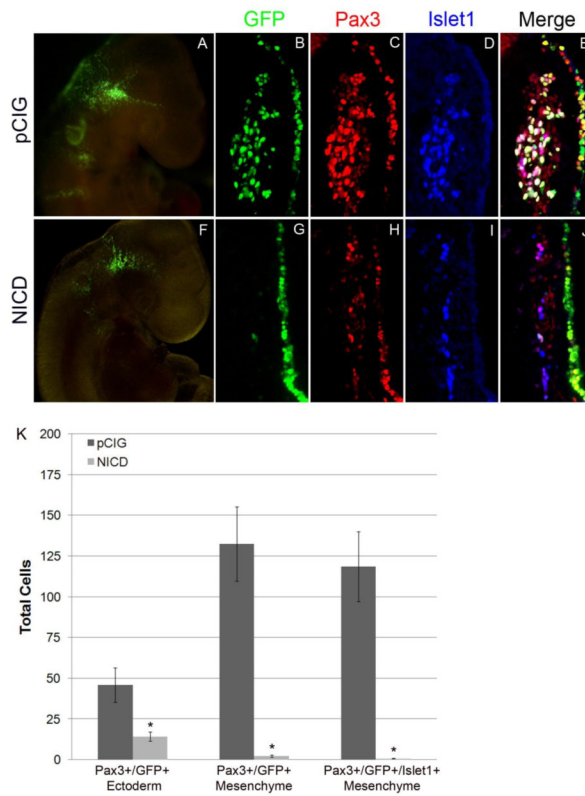 GFP Pax3 Islet1 Merge
pCIG
A B C D E
NICD
F G H I J
K
200
175
150
125
100
75
50
25
0
Total Cells
pCIG
NICD
*
*
*
Pax3+/GFP+ Ectoderm
Pax3+/GFP+ Mesenchyme
Pax3+/GFP+/Islet1+ Mesenchyme